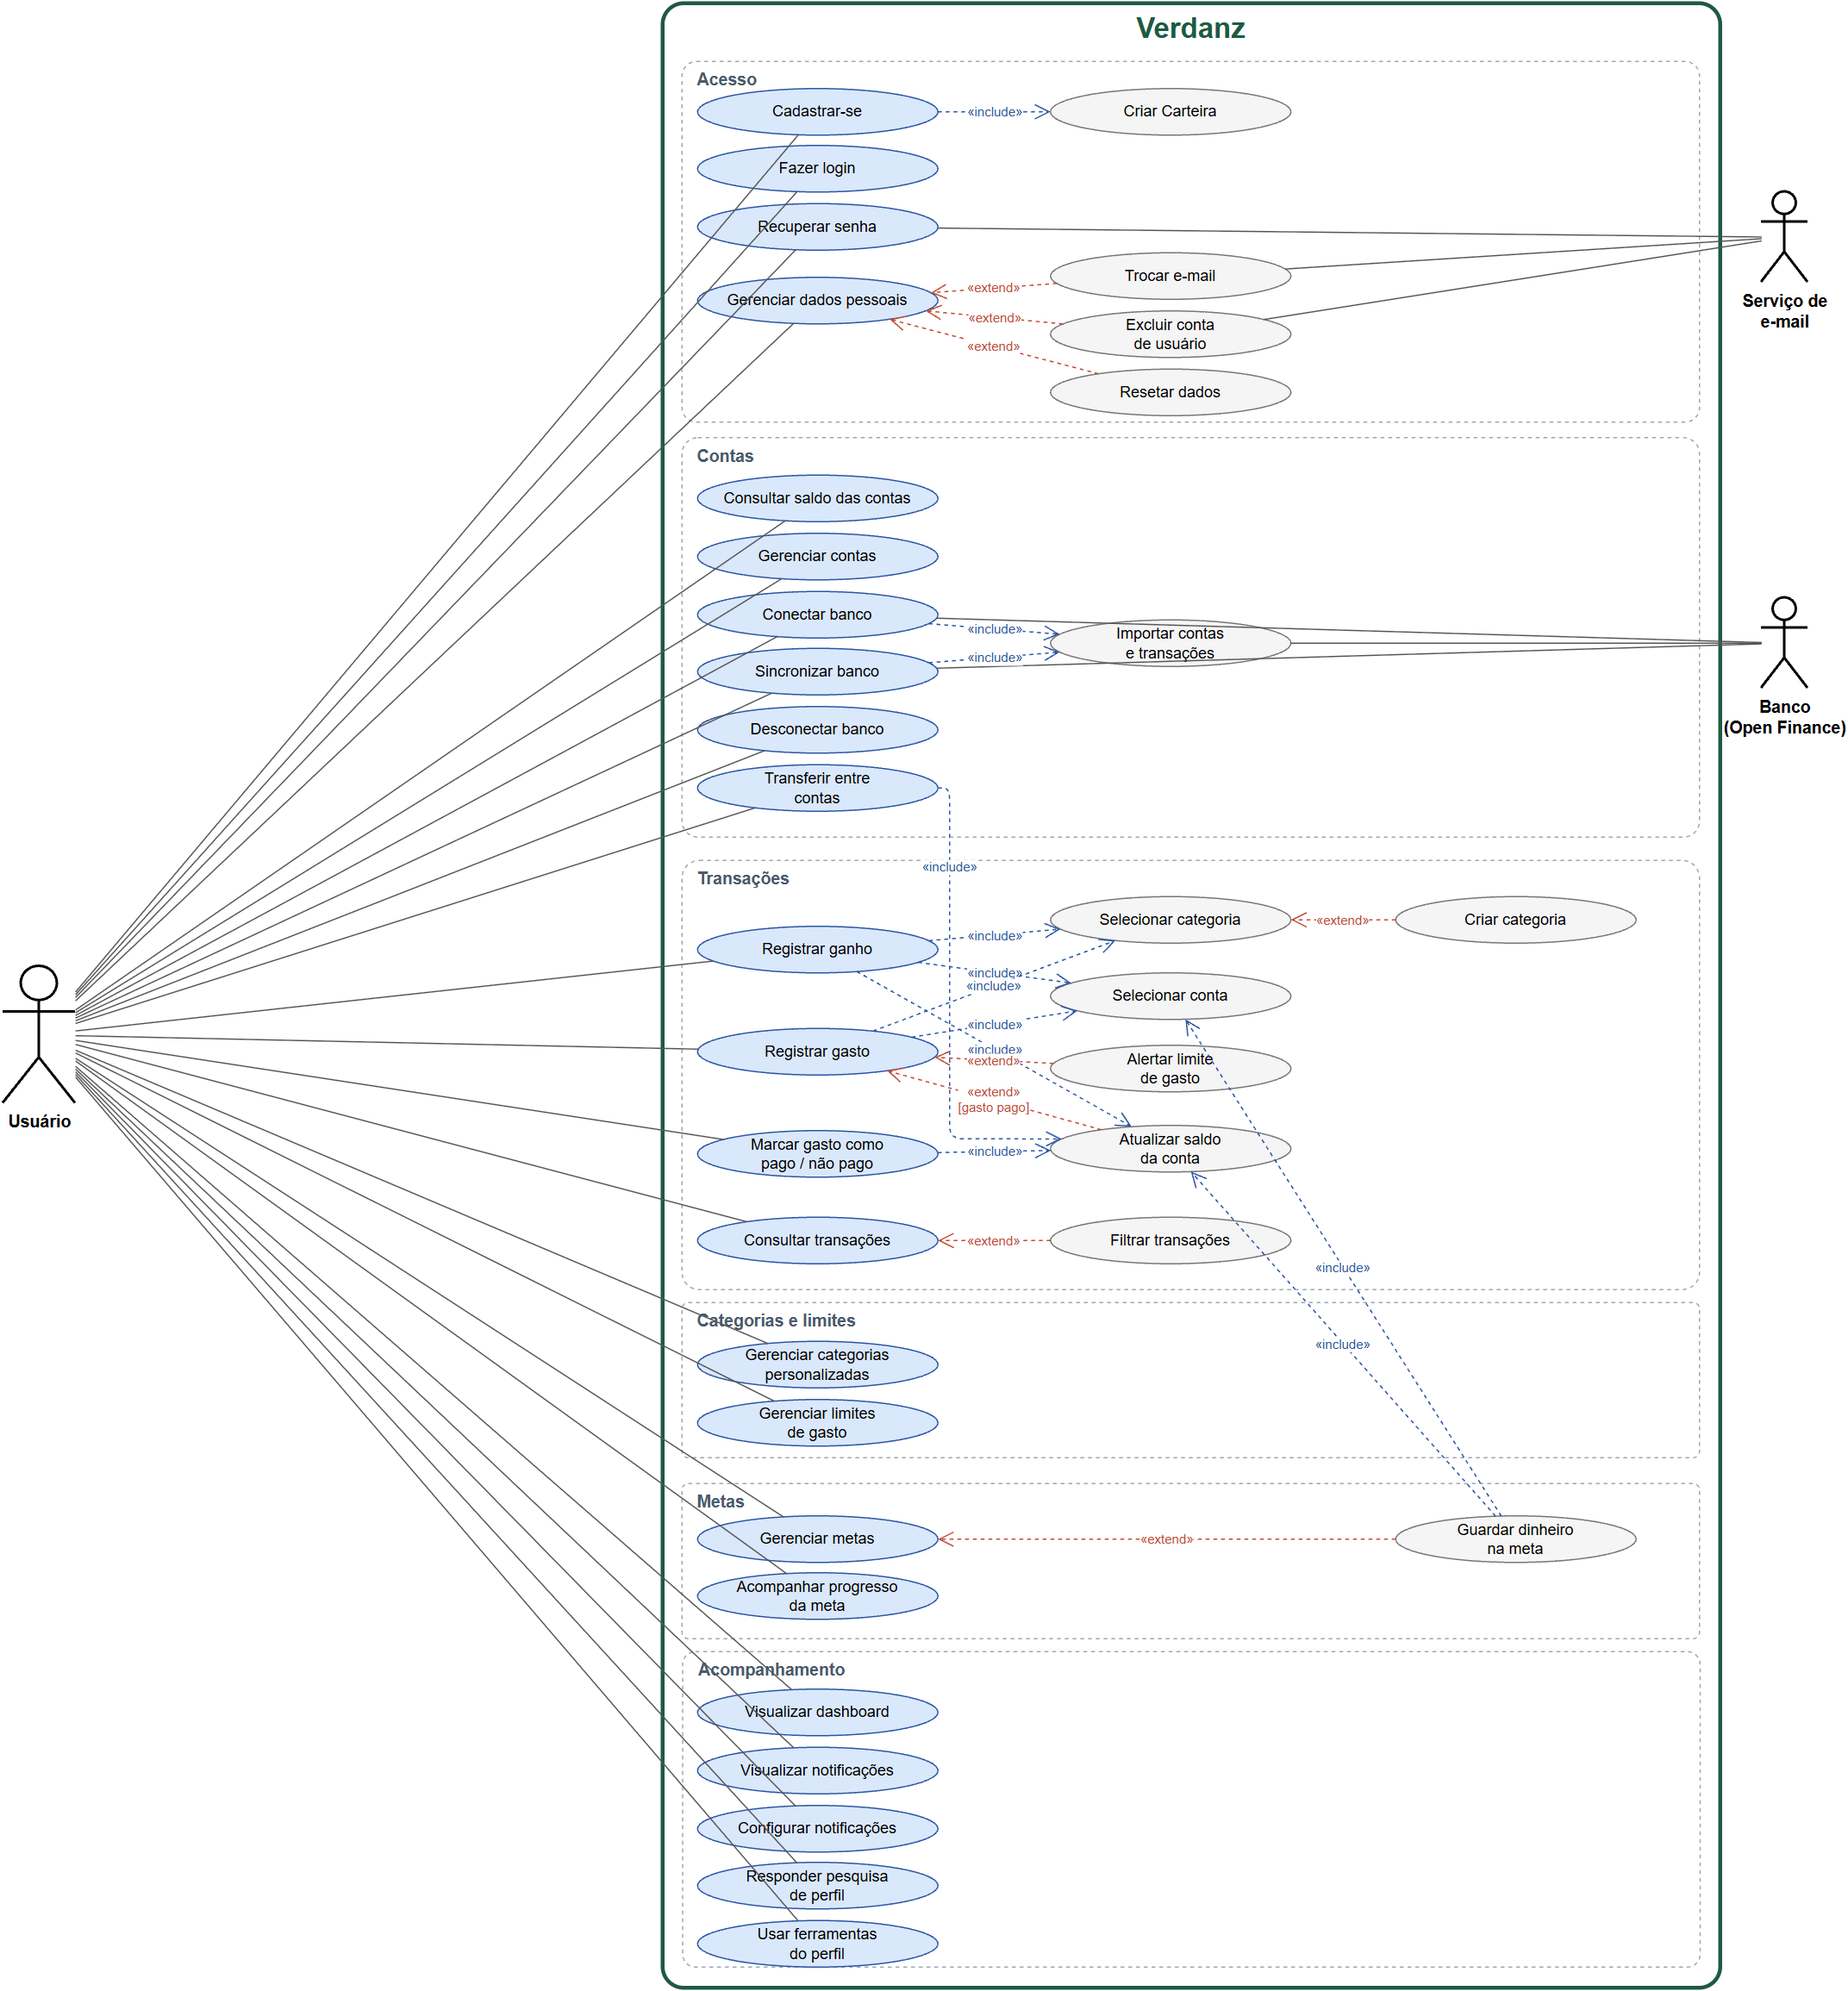 Verdanz
Acesso
Cadastrar-se
«include»
Criar Carteira
Fazer login
Recuperar senha
Gerenciar dados pessoais
«extend»
Trocar e-mail
«extend»
Excluir conta
de usuário
«extend»
Resetar dados
Serviço de
e-mail
Contas
Consultar saldo das contas
Gerenciar contas
Conectar banco
«include»
Importar contas
e transações
«include»
Sincronizar banco
Desconectar banco
Transferir entre
contas
Banco
(Open Finance)
«include»
Transações
Selecionar categoria
«extend»
Criar categoria
Registrar ganho
«include»
«include»
«include»
Selecionar conta
«include»
Registrar gasto
«include»
«extend»
Alertar limite
de gasto
«extend»
[gasto pago]
Marcar gasto como
pago / não pago
«include»
Atualizar saldo
da conta
Usuário
Consultar transações
«extend»
Filtrar transações
«include»
Categorias e limites
«include»
Gerenciar categorias
personalizadas
Gerenciar limites
de gasto
Metas
Gerenciar metas
«extend»
Guardar dinheiro
na meta
Acompanhar progresso
da meta
Acompanhamento
Visualizar dashboard
Visualizar notificações
Configurar notificações
Responder pesquisa
de perfil
Usar ferramentas
do perfil